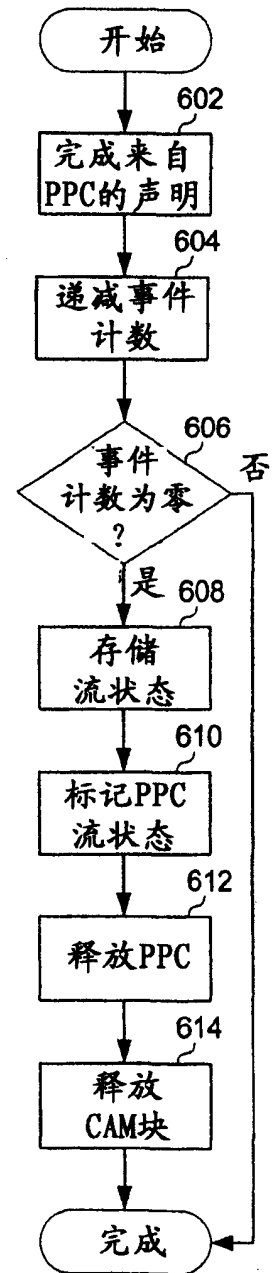 开始
602
完成来自
PPC的声明
604
递减事件
计数
606
事件
计数为零
?
否
是
608
存储
流状态
610
标记PPC
流状态
612
释放PPC
614
释放
CAM块
完成